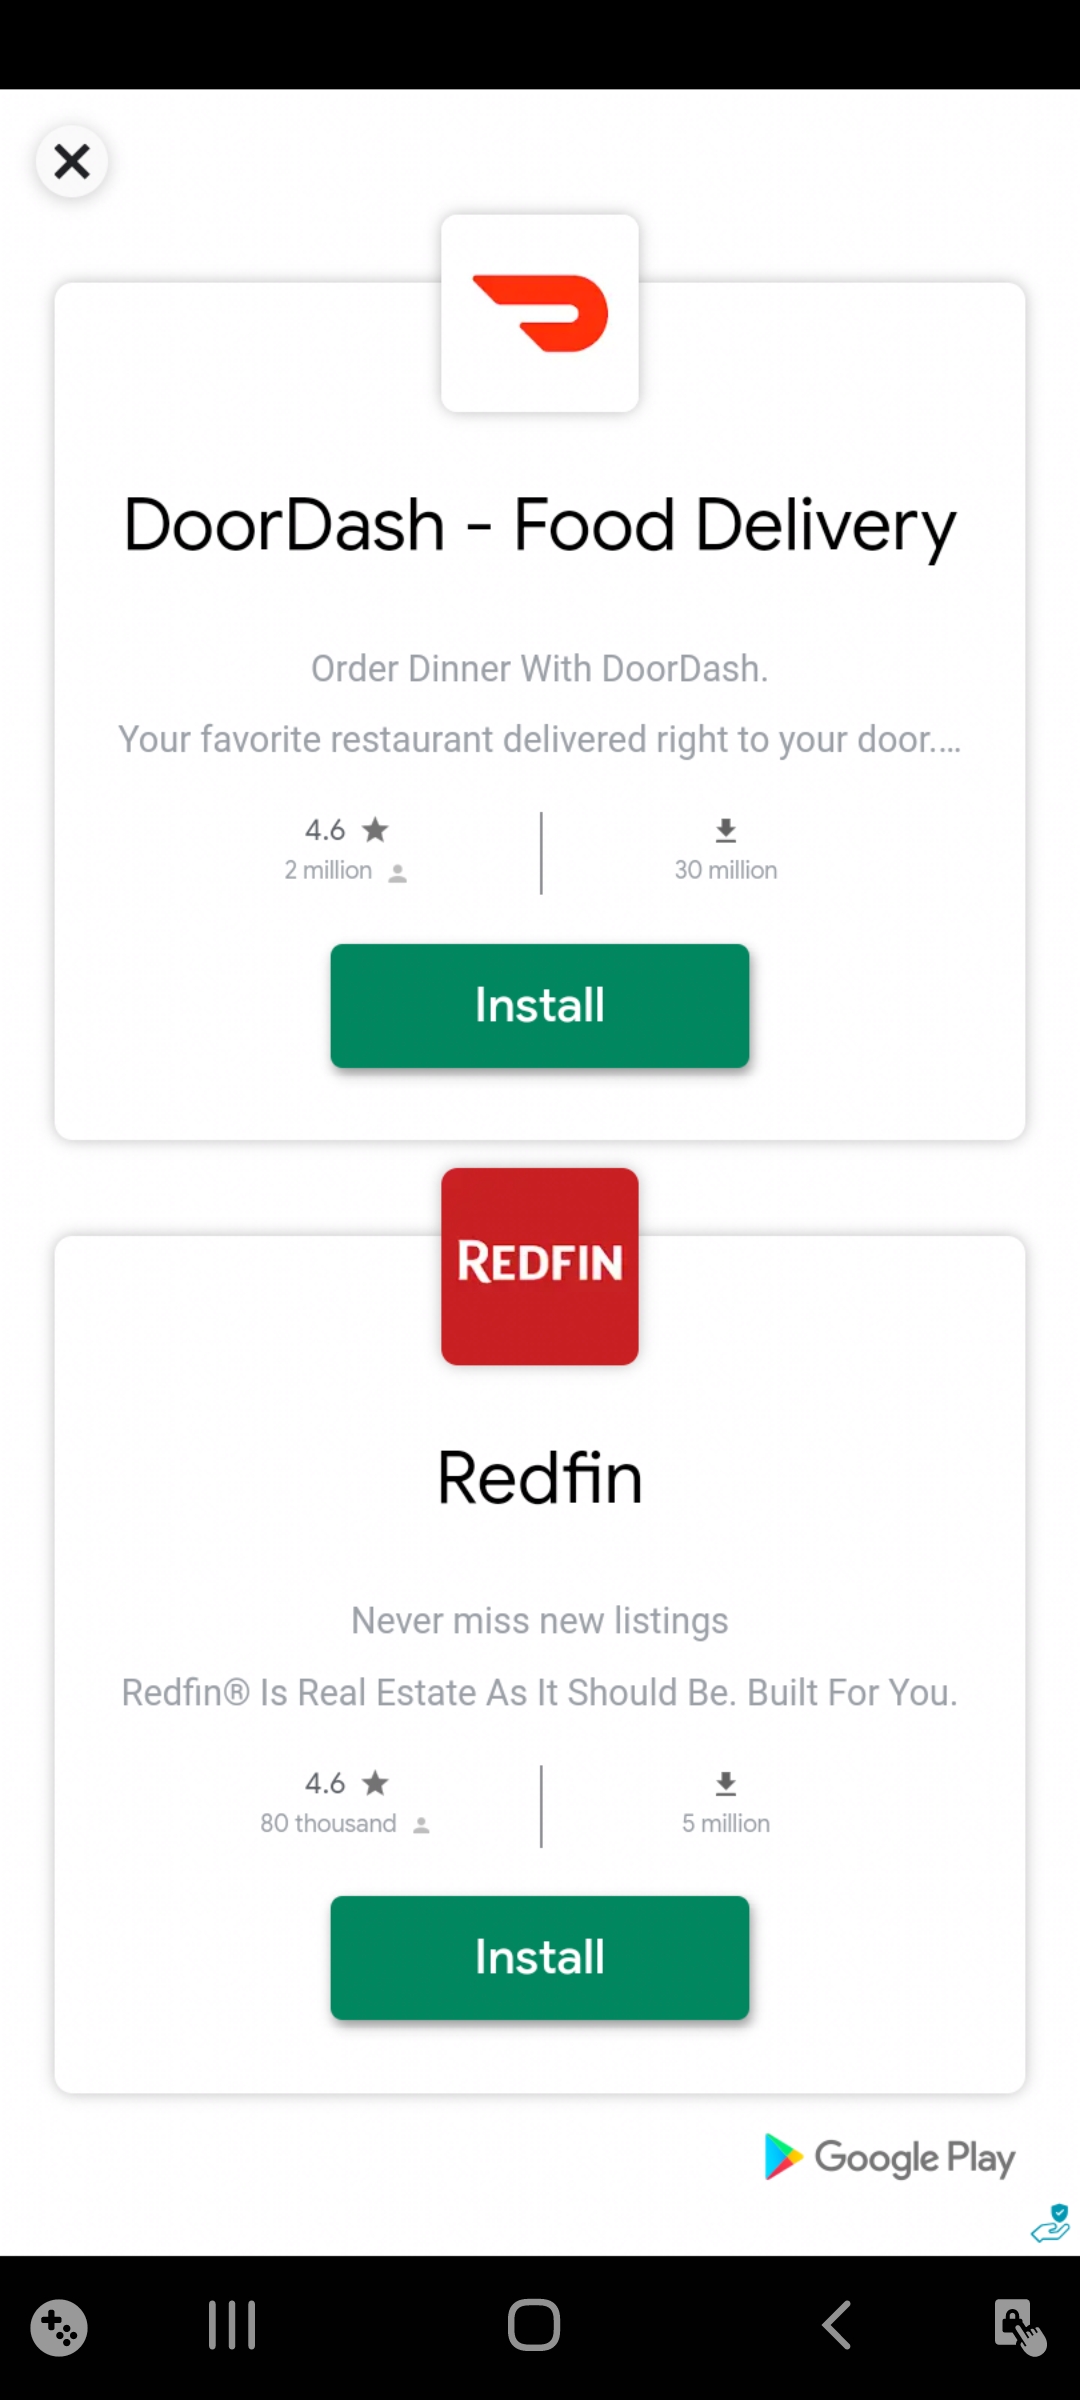 DoorDash - Food Delivery
Order Dinner With DoorDash.
Your favorite restaurant delivered right to your door.…
4.6
2 million
30 million
Install
REDFIN
Redfin
Never miss new listings
Redfin® Is Real Estate As It Should Be. Built For You.
4.6
80 thousand
5 million
Install
Google Play